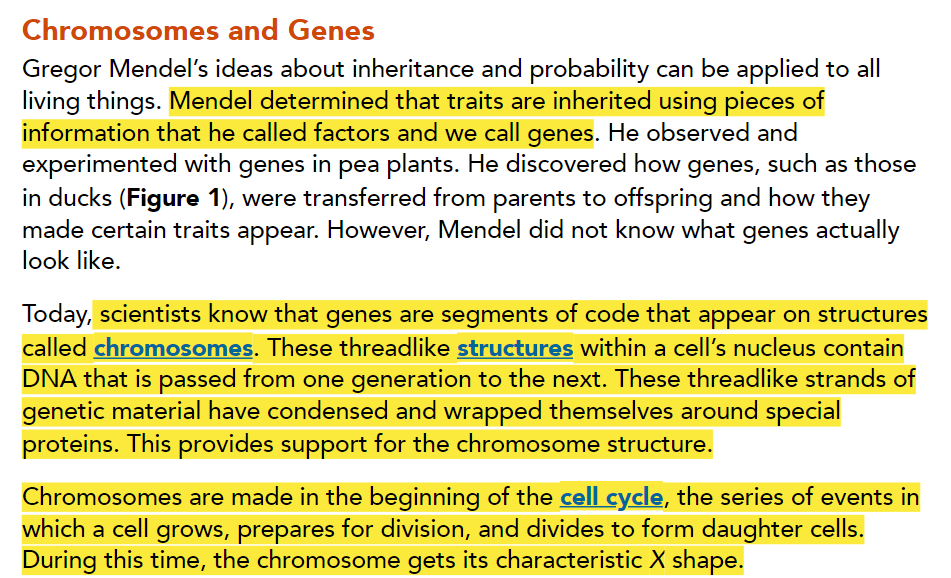 Chromosomes and Genes
Gregor Mendel’s ideas about inheritance and probability can be applied to all
living things. Mendel determined that traits are inherited using pieces of
information that he called factors and we call genes. He observed and
experimented with genes in pea plants. He discovered how genes, such as those
in ducks (Figure 1), were transferred from parents to offspring and how they
made certain traits appear. However, Mendel did not know what genes actually
look like.
Today, scientists know that genes are segments of code that appear on structures
called chromosomes. These threadlike structures within a cell’s nucleus contain
DNA that is passed from one generation to the next. These threadlike strands of
genetic material have condensed and wrapped themselves around special
proteins. This provides support for the chromosome structure.
Chromosomes are made in the beginning of the cell cycle, the series of events in
which a cell grows, prepares for division, and divides to form daughter cells.
During this time, the chromosome gets its characteristic X shape.